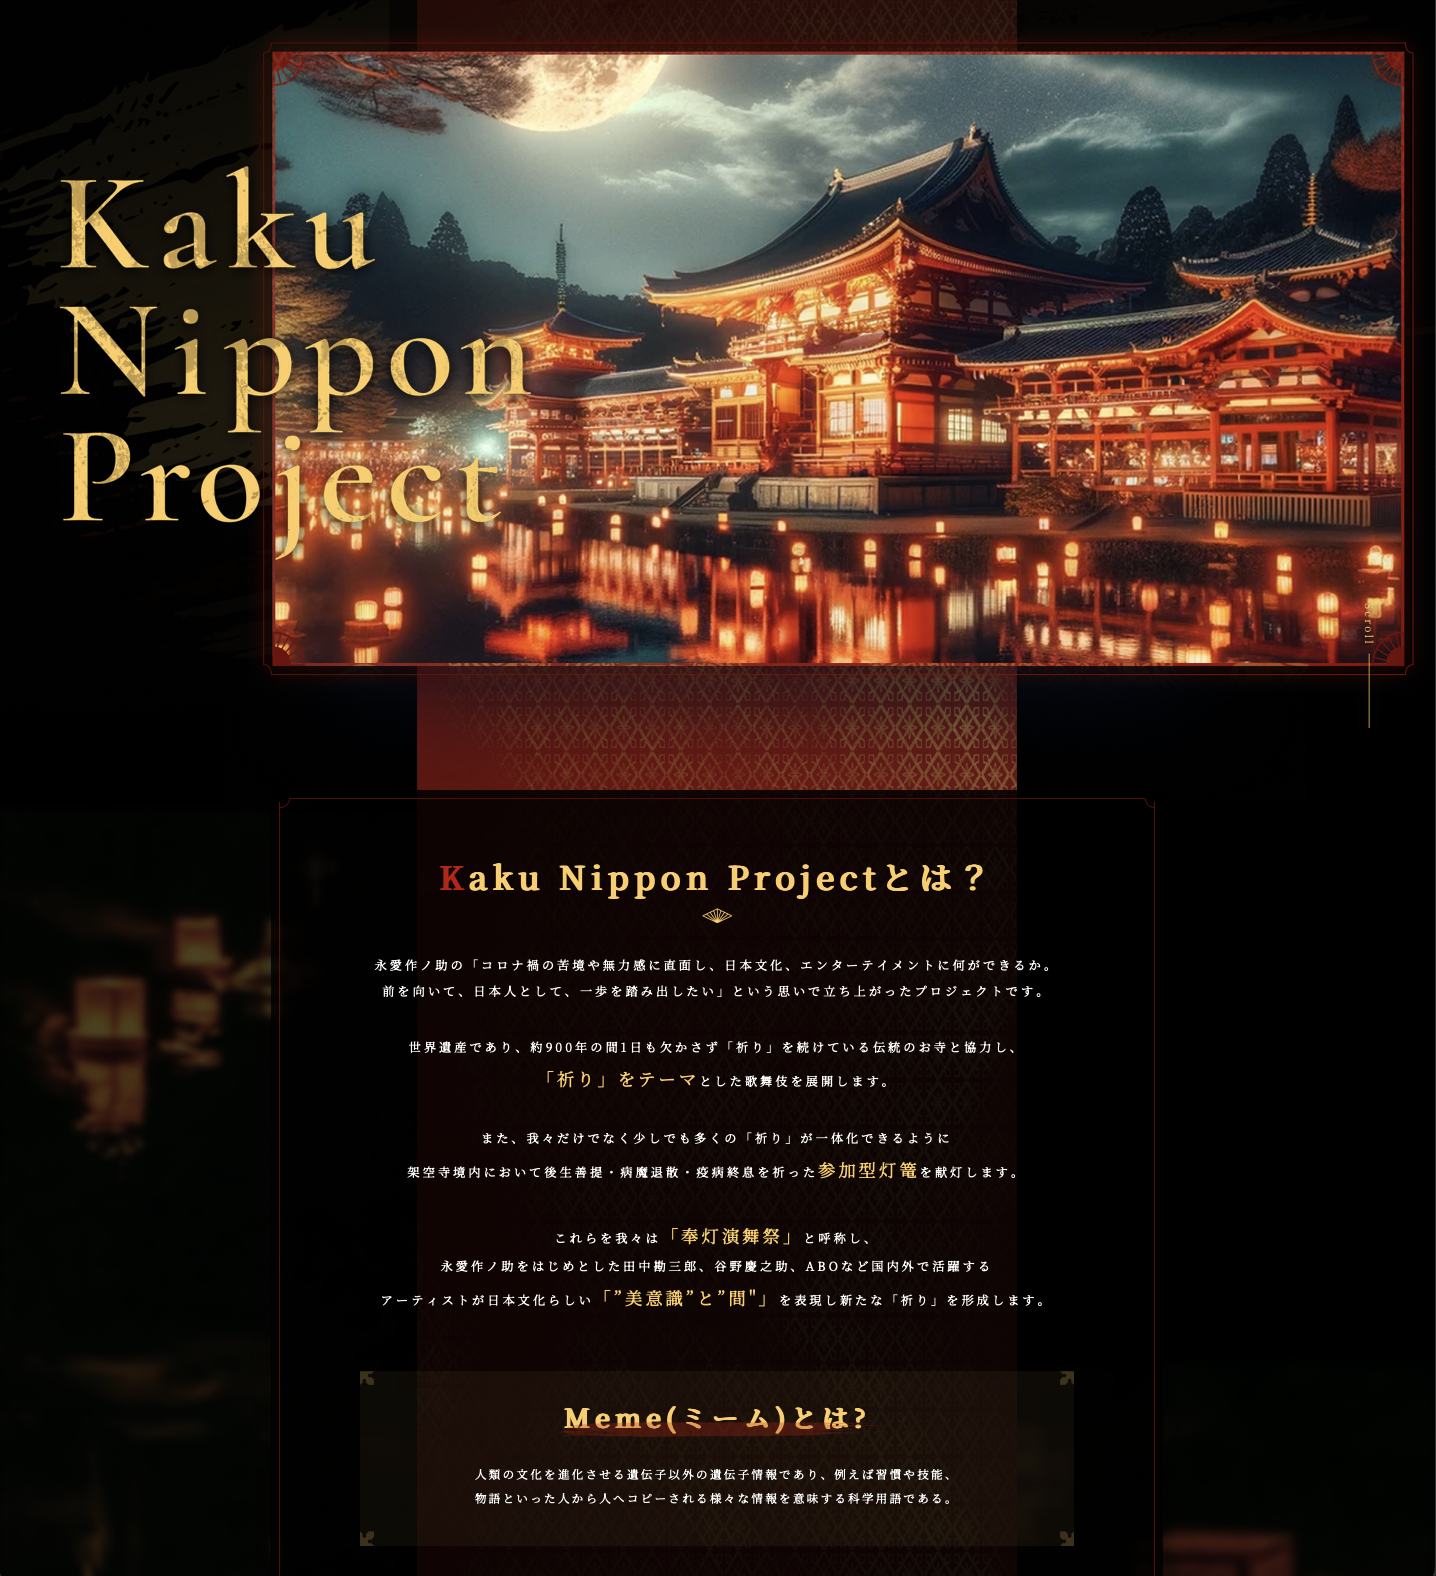 Kaku
Nippon
Project
Scroll
Kaku Nippon Projectとは？
永愛作ノ助の「コロナ禍の苦境や無力感に直面し、日本文化、エンターテイメントに何ができるか。
前を向いて、日本人として、一歩を踏み出したい」という思いで立ち上がったプロジェクトです。
世界遺産であり、約900年の間1日も欠かさず「祈り」を続けている伝統のお寺と協力し、
「祈り」をテーマとした歌舞伎を展開します。
また、我々だけでなく少しでも多くの「祈り」が一体化できるように
架空寺境内において後生善提・病魔退散・疫病終息を祈った参加型灯篭を献灯します。
これらを我々は「奉灯演舞祭」と呼称し、
永愛作ノ助をはじめとした田中勘三郎、谷野慶之助、ABOなど国内外で活躍する
アーティストが日本文化らしい「”美意識”と”間"」を表現し新たな「祈り」を形成します。
Meme(ミーム)とは?
人類の文化を進化させる遺伝子以外の遺伝子情報であり、例えば習慣や技能、
物語といった人から人へコピーされる様々な情報を意味する科学用語である。